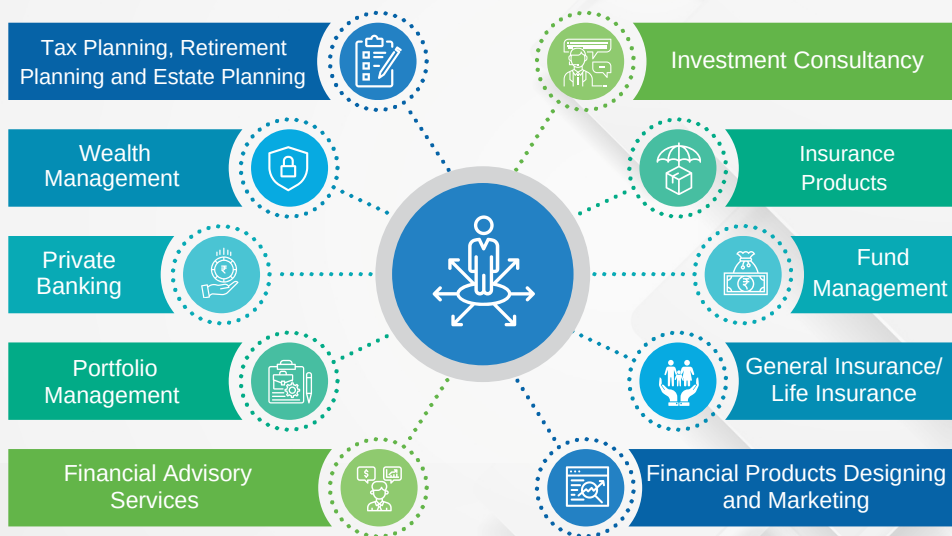 Tax Planning, Retirement
Planning and Estate Planning
Investment Consultancy
Wealth
Management
Insurance
Products
Private
Banking
Fund
Management
Portfolio
Management
General Insurance/
Life Insurance
Financial Advisory
Services
Financial Products Designing
and Marketing